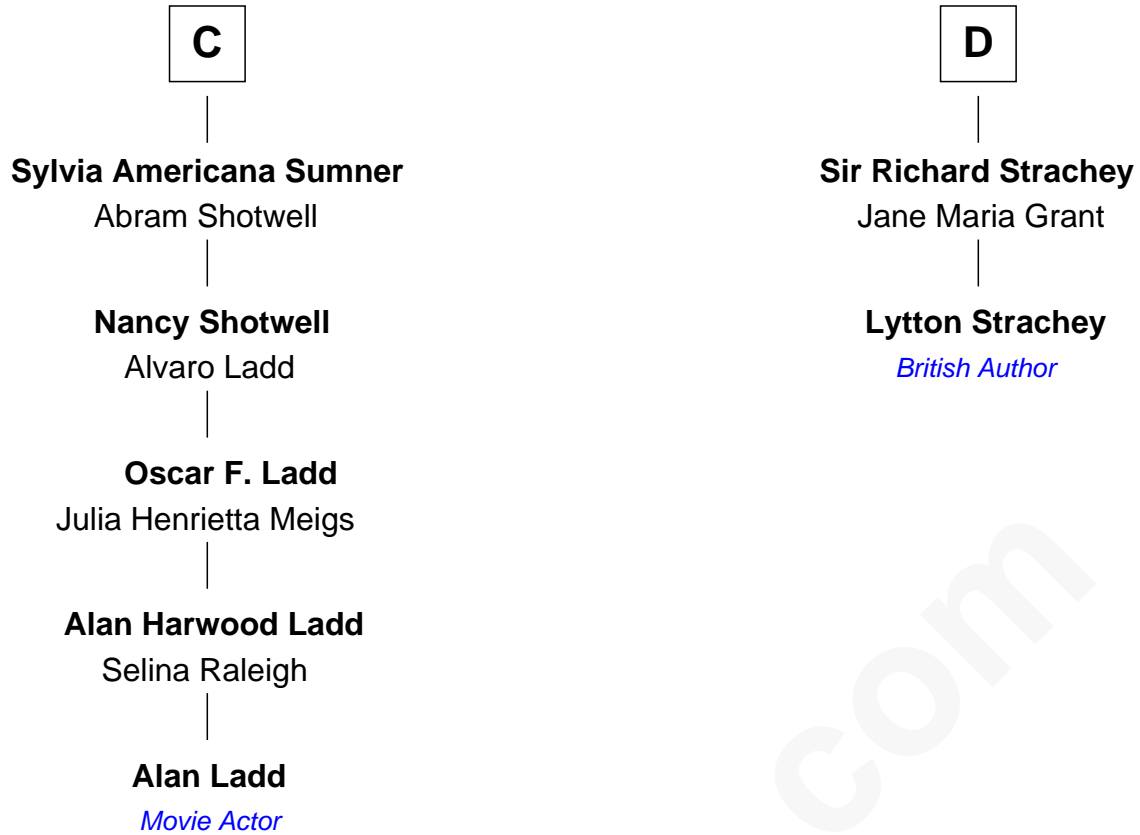 C
Sylvia Americana Sumner
Abram Shotwell
Nancy Shotwell
Alvaro Ladd
Oscar F. Ladd
Julia Henrietta Meigs
Alan Harwood Ladd
Selina Raleigh
Alan Ladd
Movie Actor
D
Sir Richard Strachey
Jane Maria Grant
Lytton Strachey
British Author
com